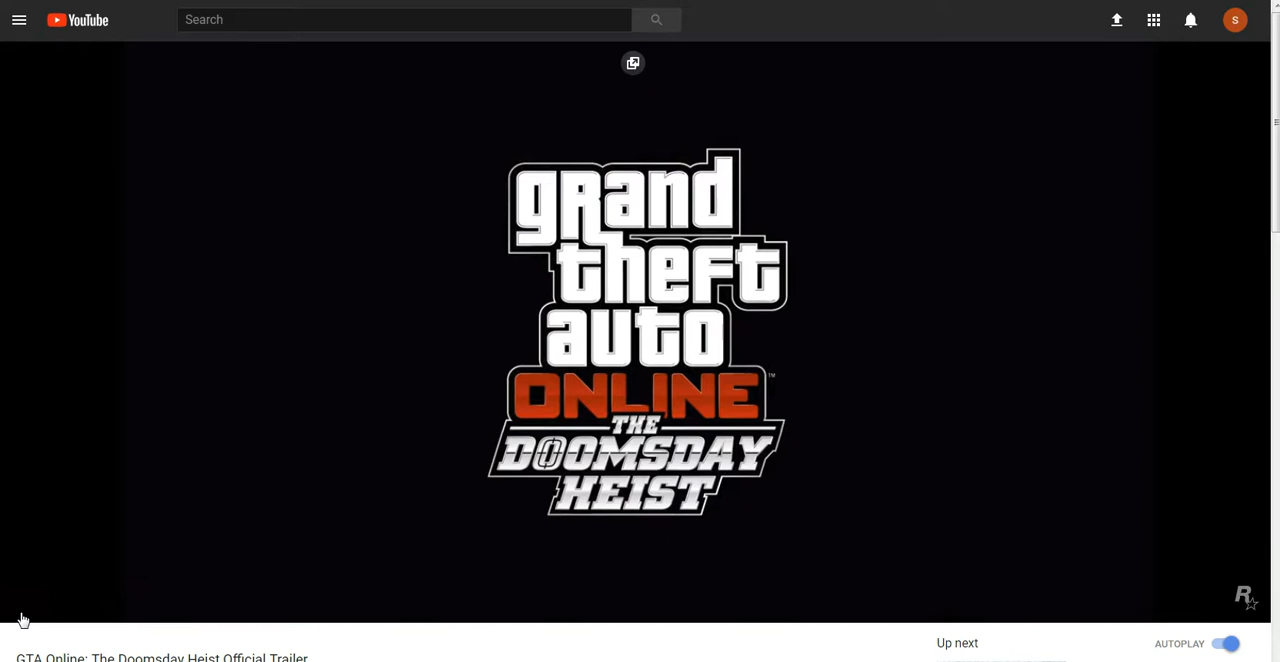 YouTube
Search
S
grand
theft
auto
ONLINE
™
THE
DOOMSDAY
HEIST
R
GTA Online: The Doomsday Heist Official Trailer
Up next
AUTOPLAY